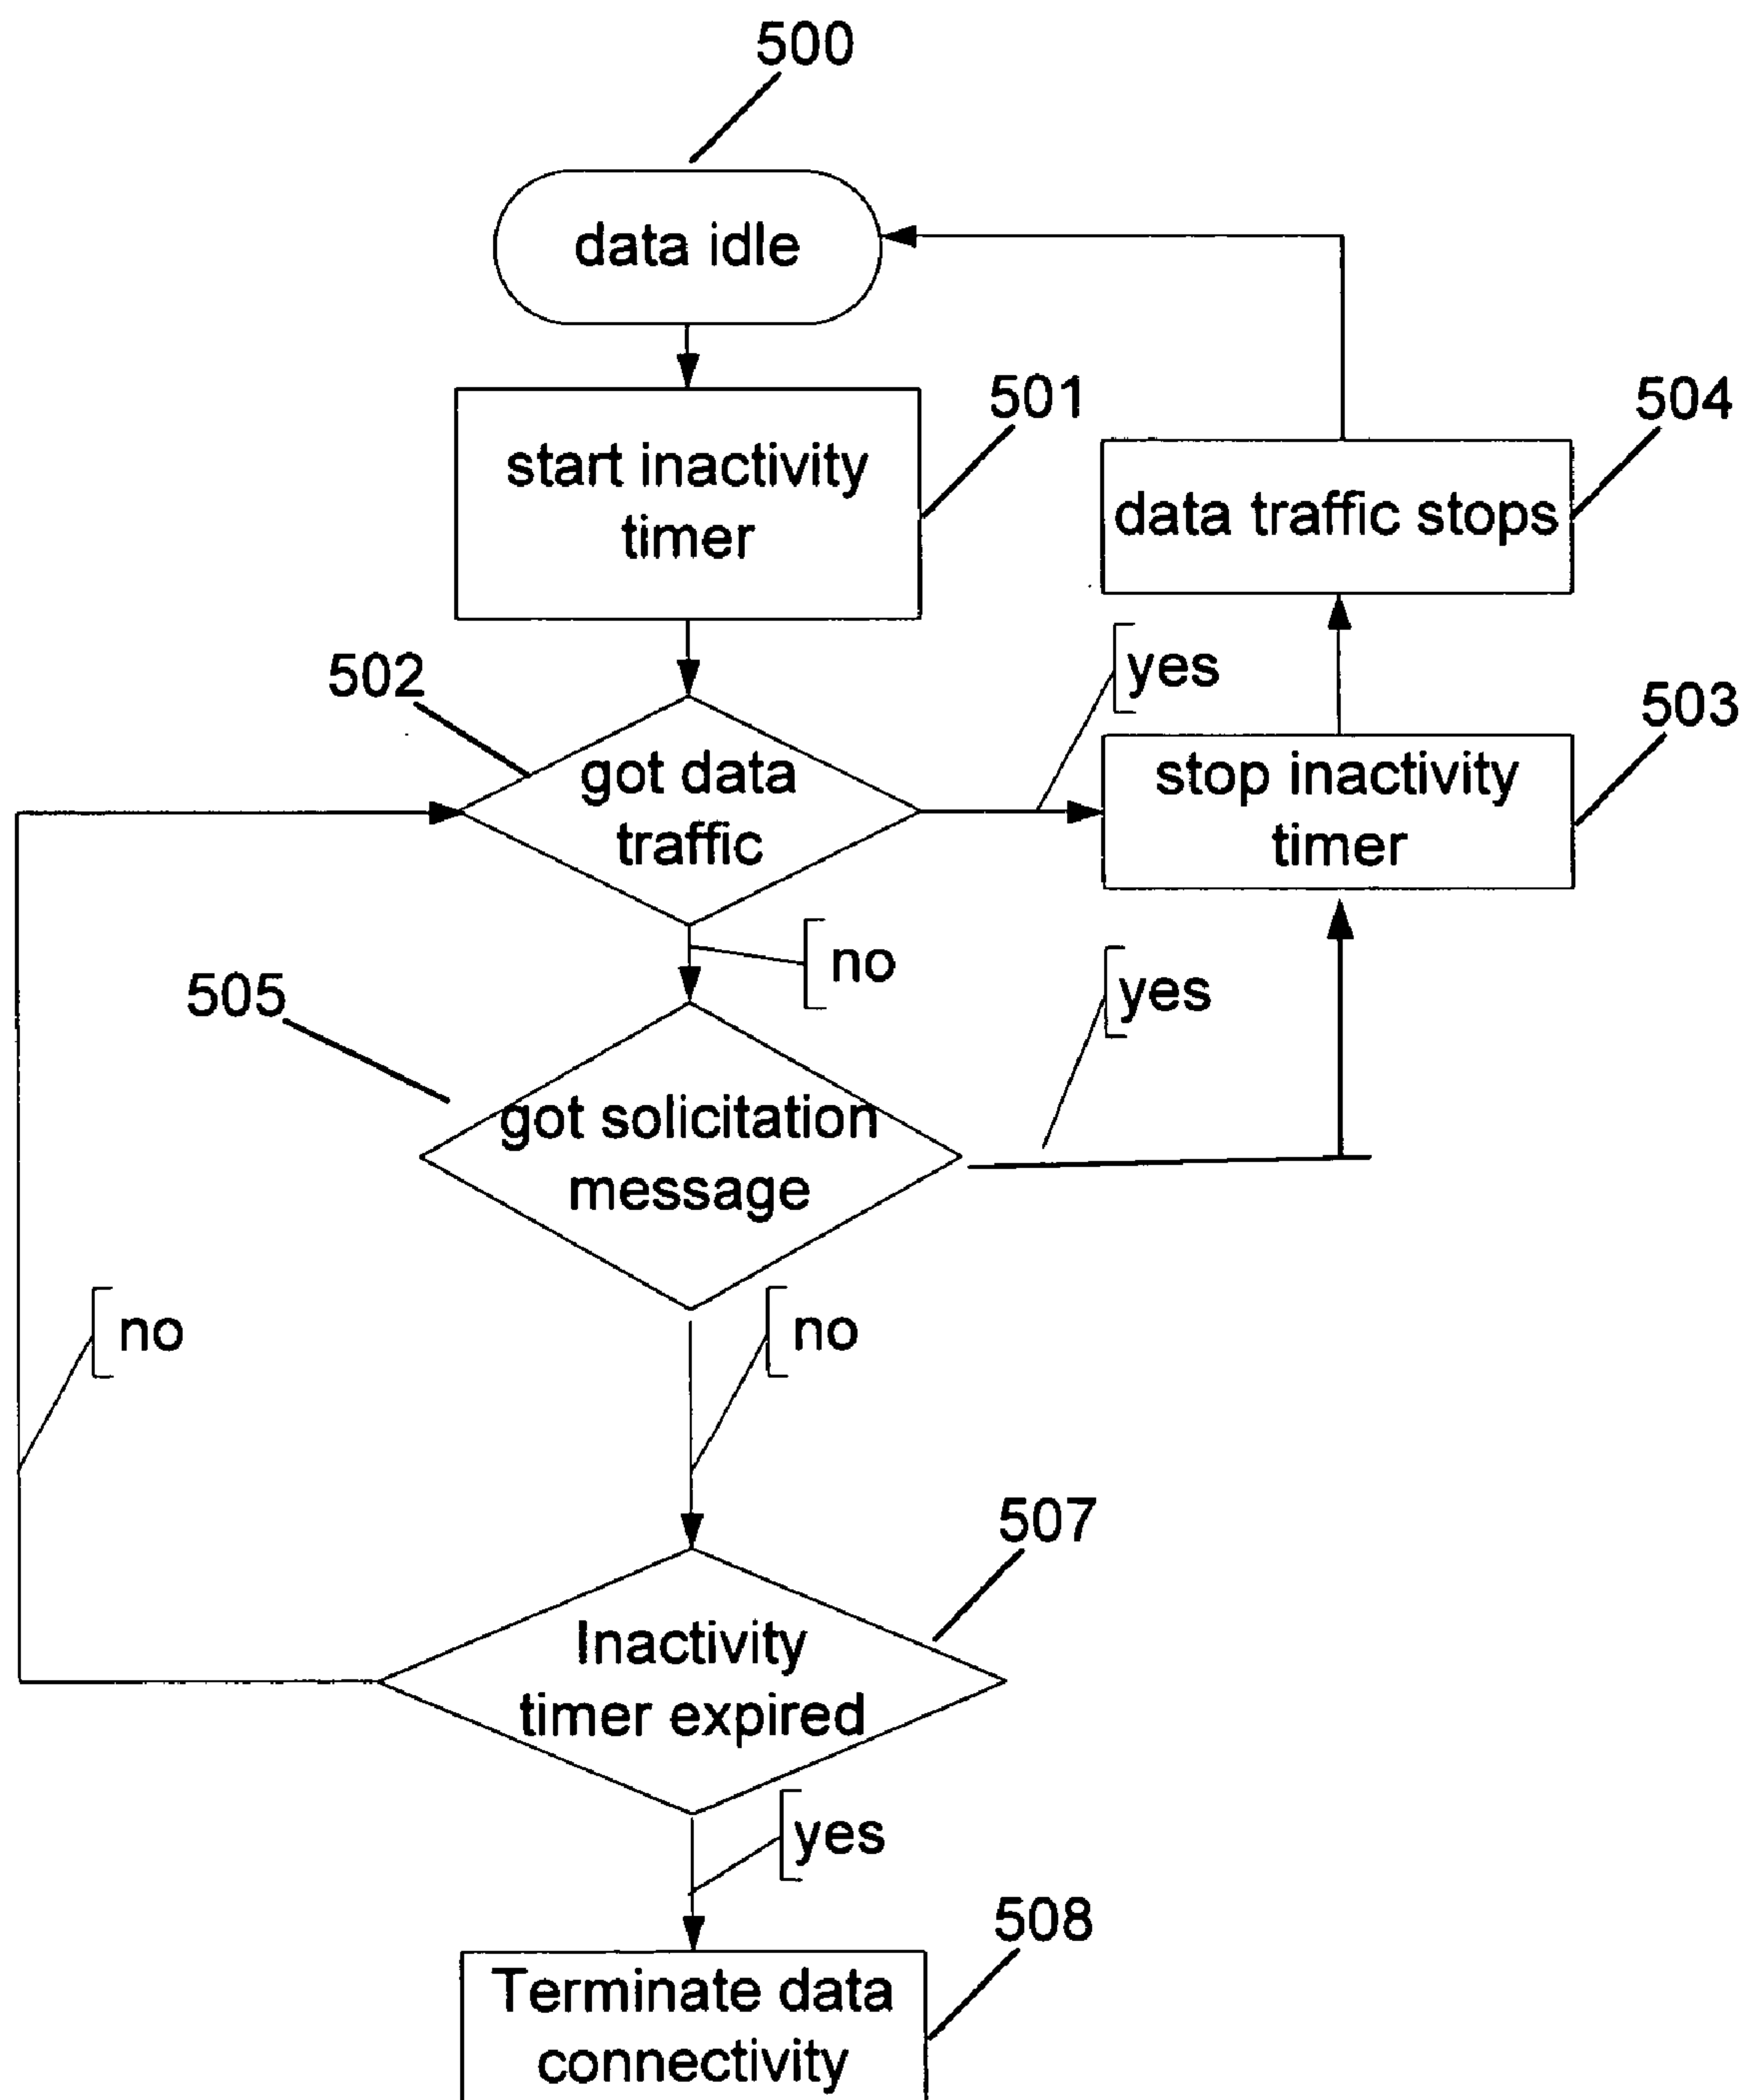 500
data idle
start inactivity
timer
501
data traffic stops
504
502
got data
traffic
yes
stop inactivity
timer
503
no
505
got solicitation
message
yes
no
no
507
Inactivity
timer expired
yes
508
Terminate data
connectivity